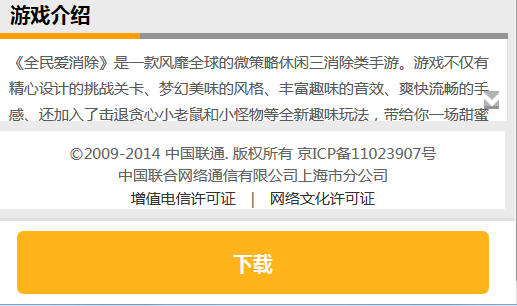 游戏介绍
《全民爱消除》是一款风靡全球的微策略休闲三消除类手游。游戏不仅有
精心设计的挑战关卡、梦幻美味的风格、丰富趣味的音效、爽快流畅的手
感、还加入了击退贪心小老鼠和小怪物等全新趣味玩法，带给你一场甜蜜
©2009-2014 中国联通. 版权所有 京ICP备11023907号
中国联合网络通信有限公司上海市分公司
增值电信许可证 | 网络文化许可证
下载